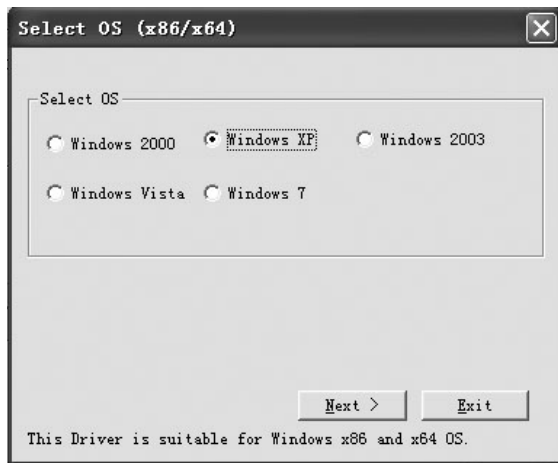 Select OS (x86/x64)
Select OS
Windows 2000 Windows XP Windows 2003
Windows Vista Windows 7
Next > Exit
This Driver is suitable for Windows x86 and x64 OS.